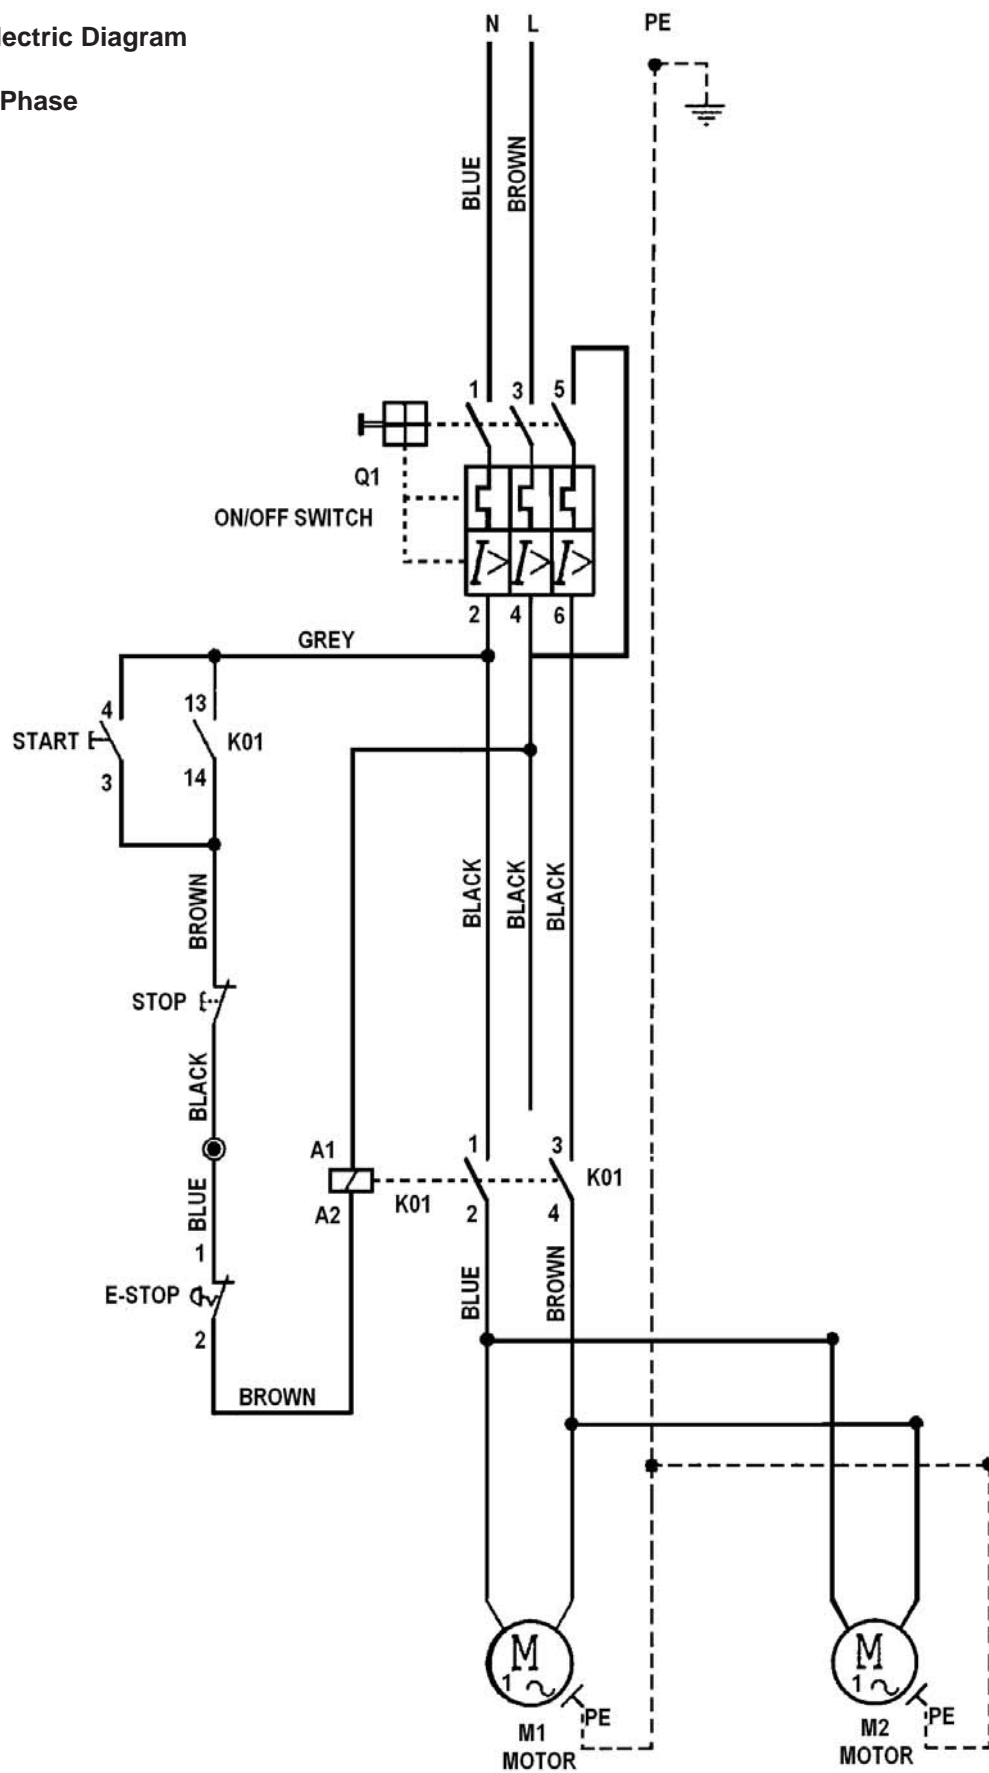 lectric Diagram
Phase
N L PE
BLUE
BROWN
1 3 5
Q1
ON/OFF SWITCH
I> I> I>
2 4 6
GREY
4
START
3
13
K01
14
BROWN
BLACK
BLACK
BLACK
STOP
BLACK
BLUE
1
E-STOP
2
BROWN
A1
A2
K01
1 3
K01
2 4
BLUE
BROWN
M
1
PE
M1
MOTOR
M
1
PE
M2
MOTOR